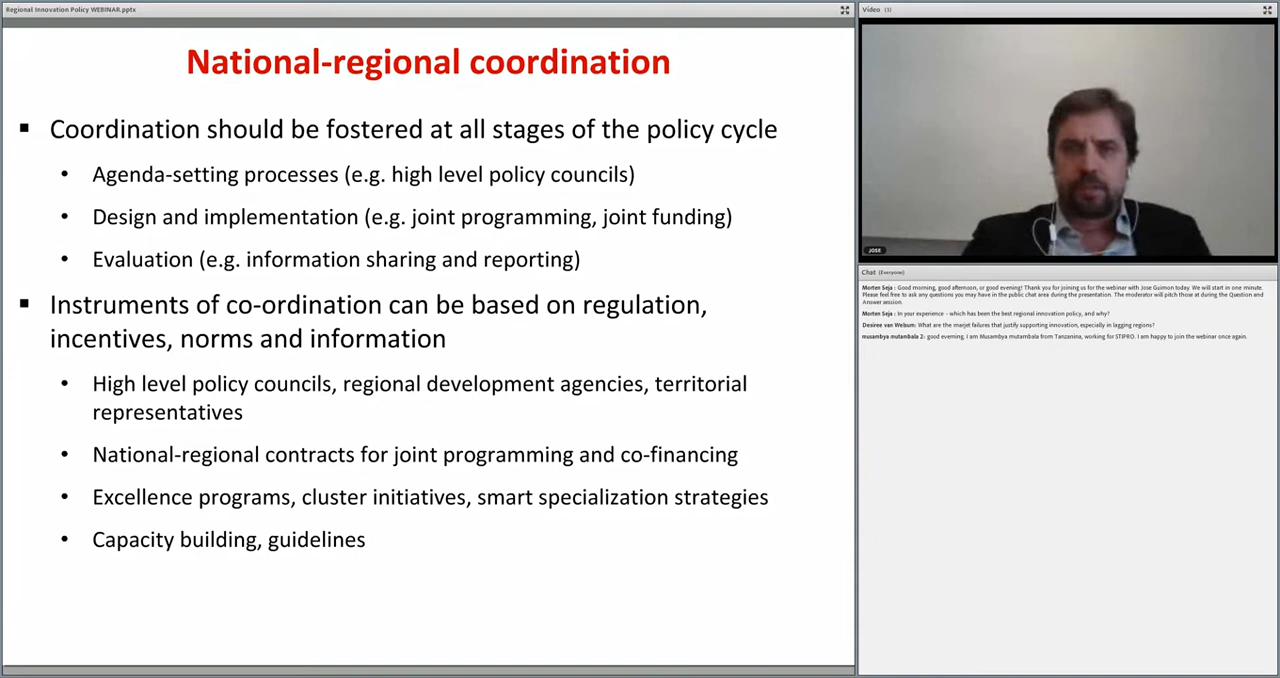 Regional Innovation Policy WEBINAR.pptx
National-regional coordination
▪ Coordination should be fostered at all stages of the policy cycle
• Agenda-setting processes (e.g. high level policy councils)
• Design and implementation (e.g. joint programming, joint funding)
• Evaluation (e.g. information sharing and reporting)
▪ Instruments of co-ordination can be based on regulation,
incentives, norms and information
• High level policy councils, regional development agencies, territorial
representatives
• National-regional contracts for joint programming and co-financing
• Excellence programs, cluster initiatives, smart specialization strategies
• Capacity building, guidelines
Video (3)
JOSE
Chat (Everyone)
Morten Seja : Good morning, good afternoon, or good evening! Thank you for joining us for the webinar with Jose Guimon today. We will start in one minute.
Please feel free to ask any questions you may have in the public chat area during the presentation. The moderator will pitch those at during the Question and
Answer session.
Morten Seja : In your experience - which has been the best regional innovation policy, and why?
Desiree van Welsum: What are the marjet failures that justify supporting innovation, especially in lagging regions?
musambya mutambala 2: good evening, I am Musambya mutambala from Tanzanina, working for STIPRO. I am happy to join the webinar once again.